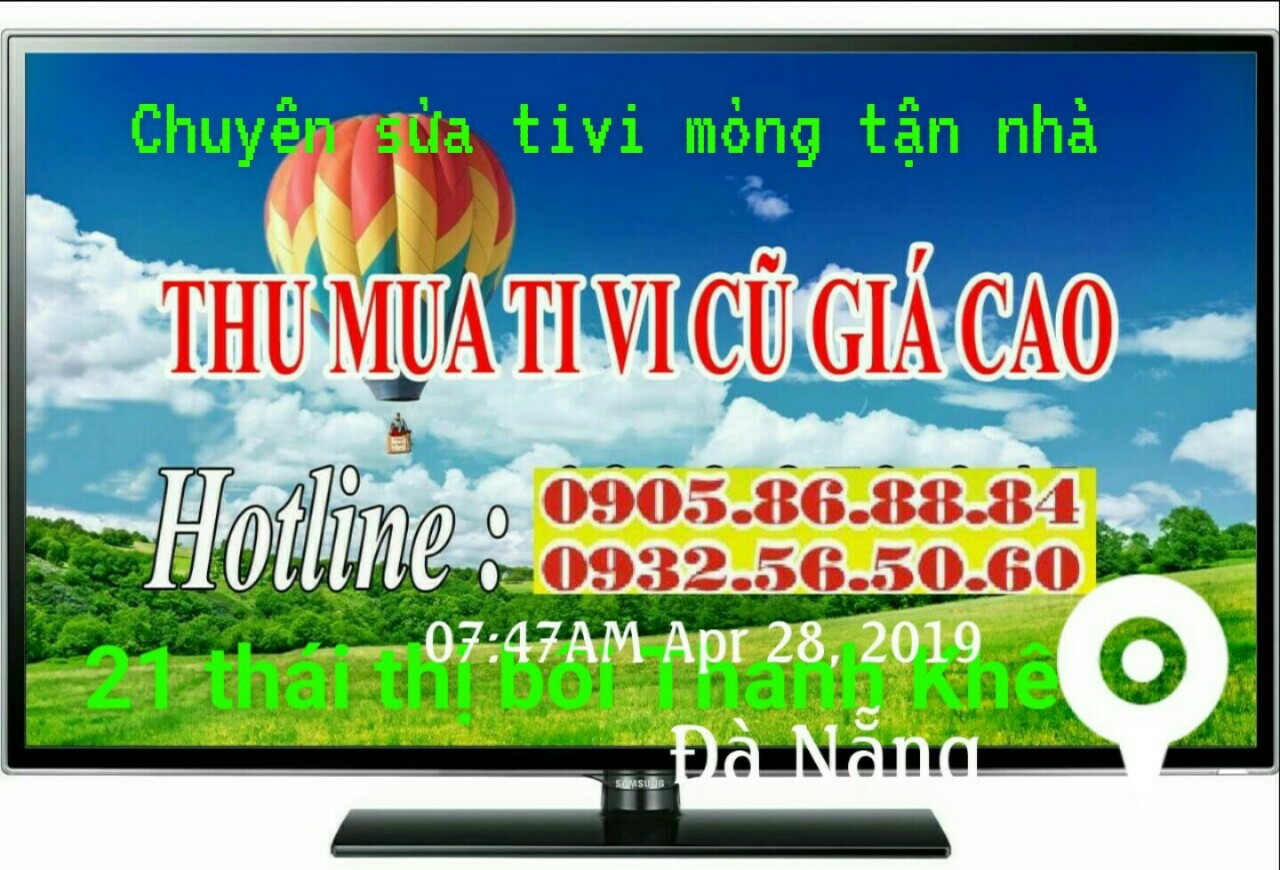 Chuyên sửa tivi mỏng tận nhà
THU MUA TI VI CŨ GIÁ CAO
Hotline :
0905.86.88.84
0932.56.50.60
07:47AM Apr 28, 2019
21 thái thị bôi Thanh Khê
Đà Nẵng
SAMSUNG